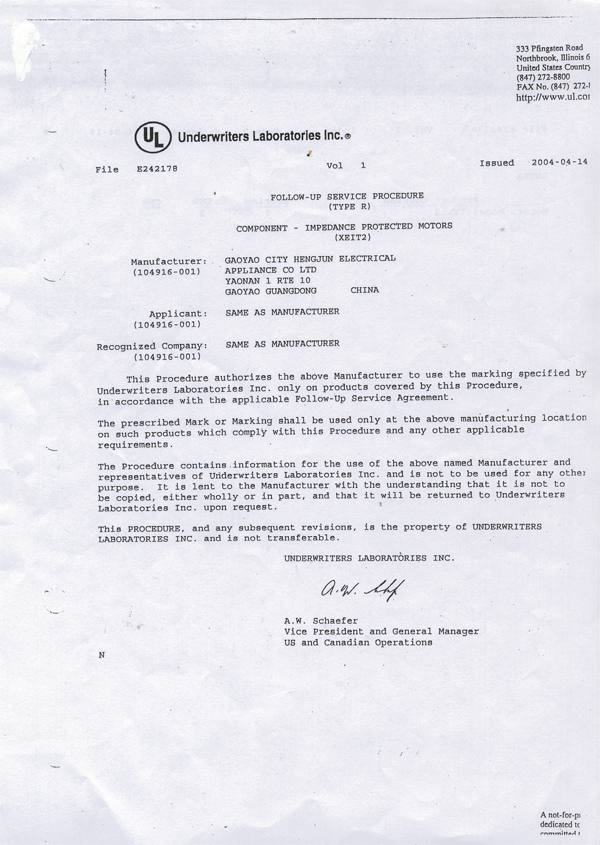 333 Pfingsten Road
Northbrook, Illinois 6
United States Country
(847) 272-8800
FAX No. (847) 272-
http://www.ul.co
UL Underwriters Laboratories Inc.®
File E242178 Vol 1 Issued 2004-04-14
FOLLOW-UP SERVICE PROCEDURE
(TYPE R)
COMPONENT - IMPEDANCE PROTECTED MOTORS
(XEIT2)
Manufacturer: GAOYAO CITY HENGJUN ELECTRICAL
(104916-001) APPLIANCE CO LTD
YAONAN 1 RTE 10
GAOYAO GUANGDONG CHINA
Applicant: SAME AS MANUFACTURER
(104916-001)
Recognized Company: SAME AS MANUFACTURER
(104916-001)
This Procedure authorizes the above Manufacturer to use the marking specified by
Underwriters Laboratories Inc. only on products covered by this Procedure,
in accordance with the applicable Follow-Up Service Agreement.
The prescribed Mark or Marking shall be used only at the above manufacturing location
on such products which comply with this Procedure and any other applicable
requirements.
The Procedure contains information for the use of the above named Manufacturer and
representatives of Underwriters Laboratories Inc. and is not to be used for any other
purpose. It is lent to the Manufacturer with the understanding that it is not to
be copied, either wholly or in part, and that it will be returned to Underwriters
Laboratories Inc. upon request.
This PROCEDURE, and any subsequent revisions, is the property of UNDERWRITERS
LABORATORIES INC. and is not transferable.
UNDERWRITERS LABORATORIES INC.
A.W. Schaefer
Vice President and General Manager
US and Canadian Operations
N
A not-for-p
dedicated to
committed